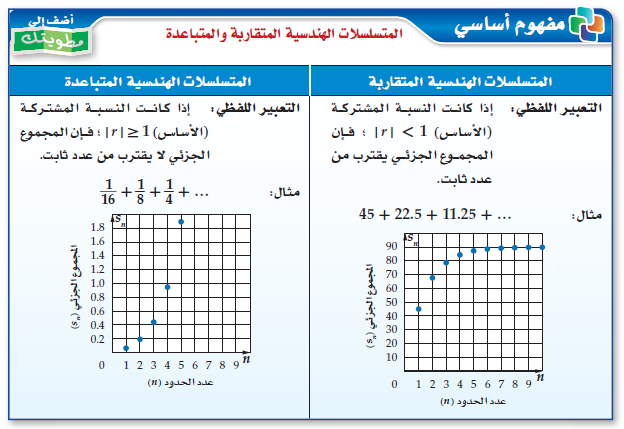 مفهوم أساسي
المتسلسلات الهندسية المتقاربة والمتباعدة
أضف إلى
مطويتك
المتسلسلات الهندسية المتقاربة
التعبير اللفظي: إذا كانت النسبة المشتركة
(الأساس) |r| < 1 ؛ فإن
المجموع الجزئي يقترب من
عدد ثابت.
مثال: 45 + 22.5 + 11.25 + …
Sₙ
90
80
70
60
50
40
30
20
10
المجموع الجزئي (sₙ)
0 1 2 3 4 5 6 7 8 9 n
عدد الحدود (n)
المتسلسلات الهندسية المتباعدة
التعبير اللفظي: إذا كانت النسبة المشتركة
(الأساس) |r| ≥ 1 ؛ فإن المجموع
الجزئي لا يقترب من عدد ثابت.
مثال: 1/16 + 1/8 + 1/4 + …
Sₙ
1.8
1.6
1.4
1.2
1.0
0.8
0.6
0.4
0.2
المجموع الجزئي (sₙ)
0 1 2 3 4 5 6 7 8 9 n
عدد الحدود (n)